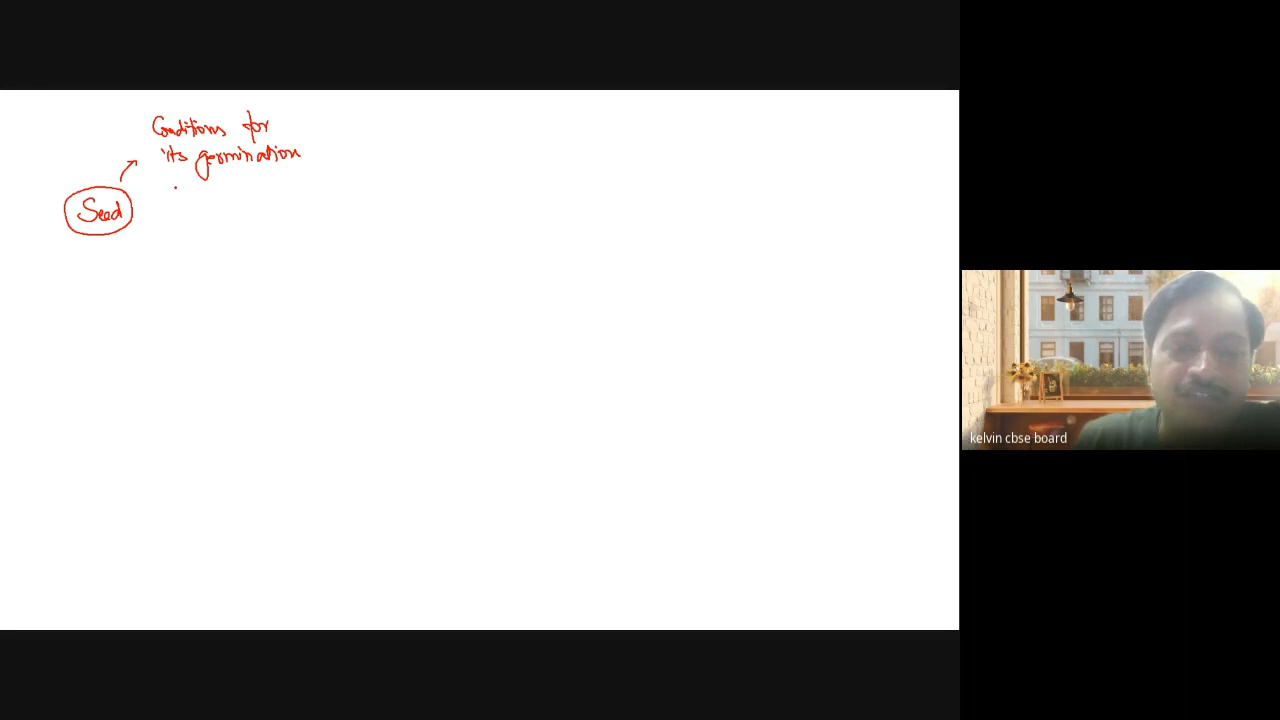 Conditions for
its germination
Seed
kelvin cbse board